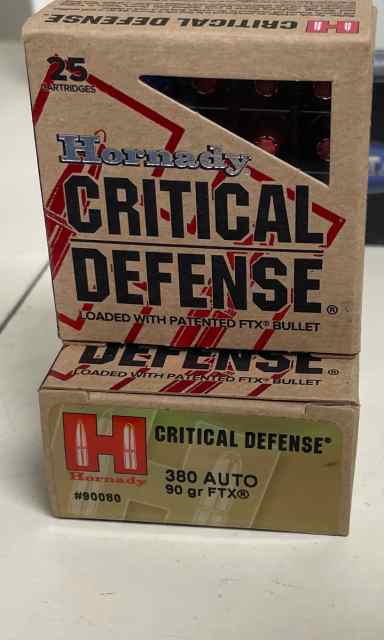 CRITICAL DEFENSE
H
25
CARTRIDGES
Hornady
CRITICAL
DEFENSE®
LOADED WITH PATENTED FTX® BULLET
DEFENSE®
LOADED WITH PATENTED FTX® BULLET
H
Hornady
#90080
CRITICAL DEFENSE®
380 AUTO
90 gr FTX®